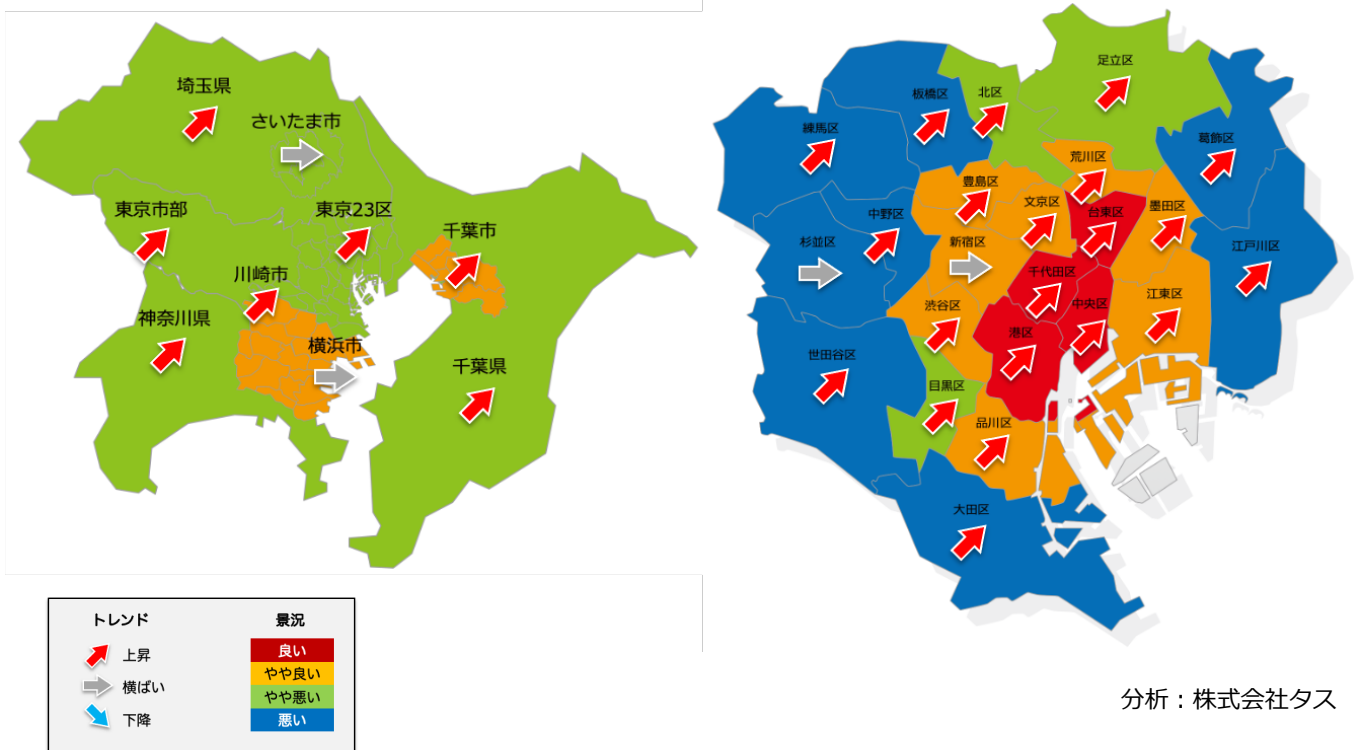 埼玉県
さいたま市
東京市部
東京23区
千葉市
川崎市
神奈川県
横浜市
千葉県
足立区
北区
板橋区
練馬区
葛飾区
荒川区
豊島区
文京区
台東区
墨田区
中野区
杉並区
新宿区
江戸川区
千代田区
中央区
江東区
渋谷区
港区
世田谷区
目黒区
品川区
大田区
トレンド
上昇
横ばい
下降
景況
良い
やや良い
やや悪い
悪い
分析：株式会社タス